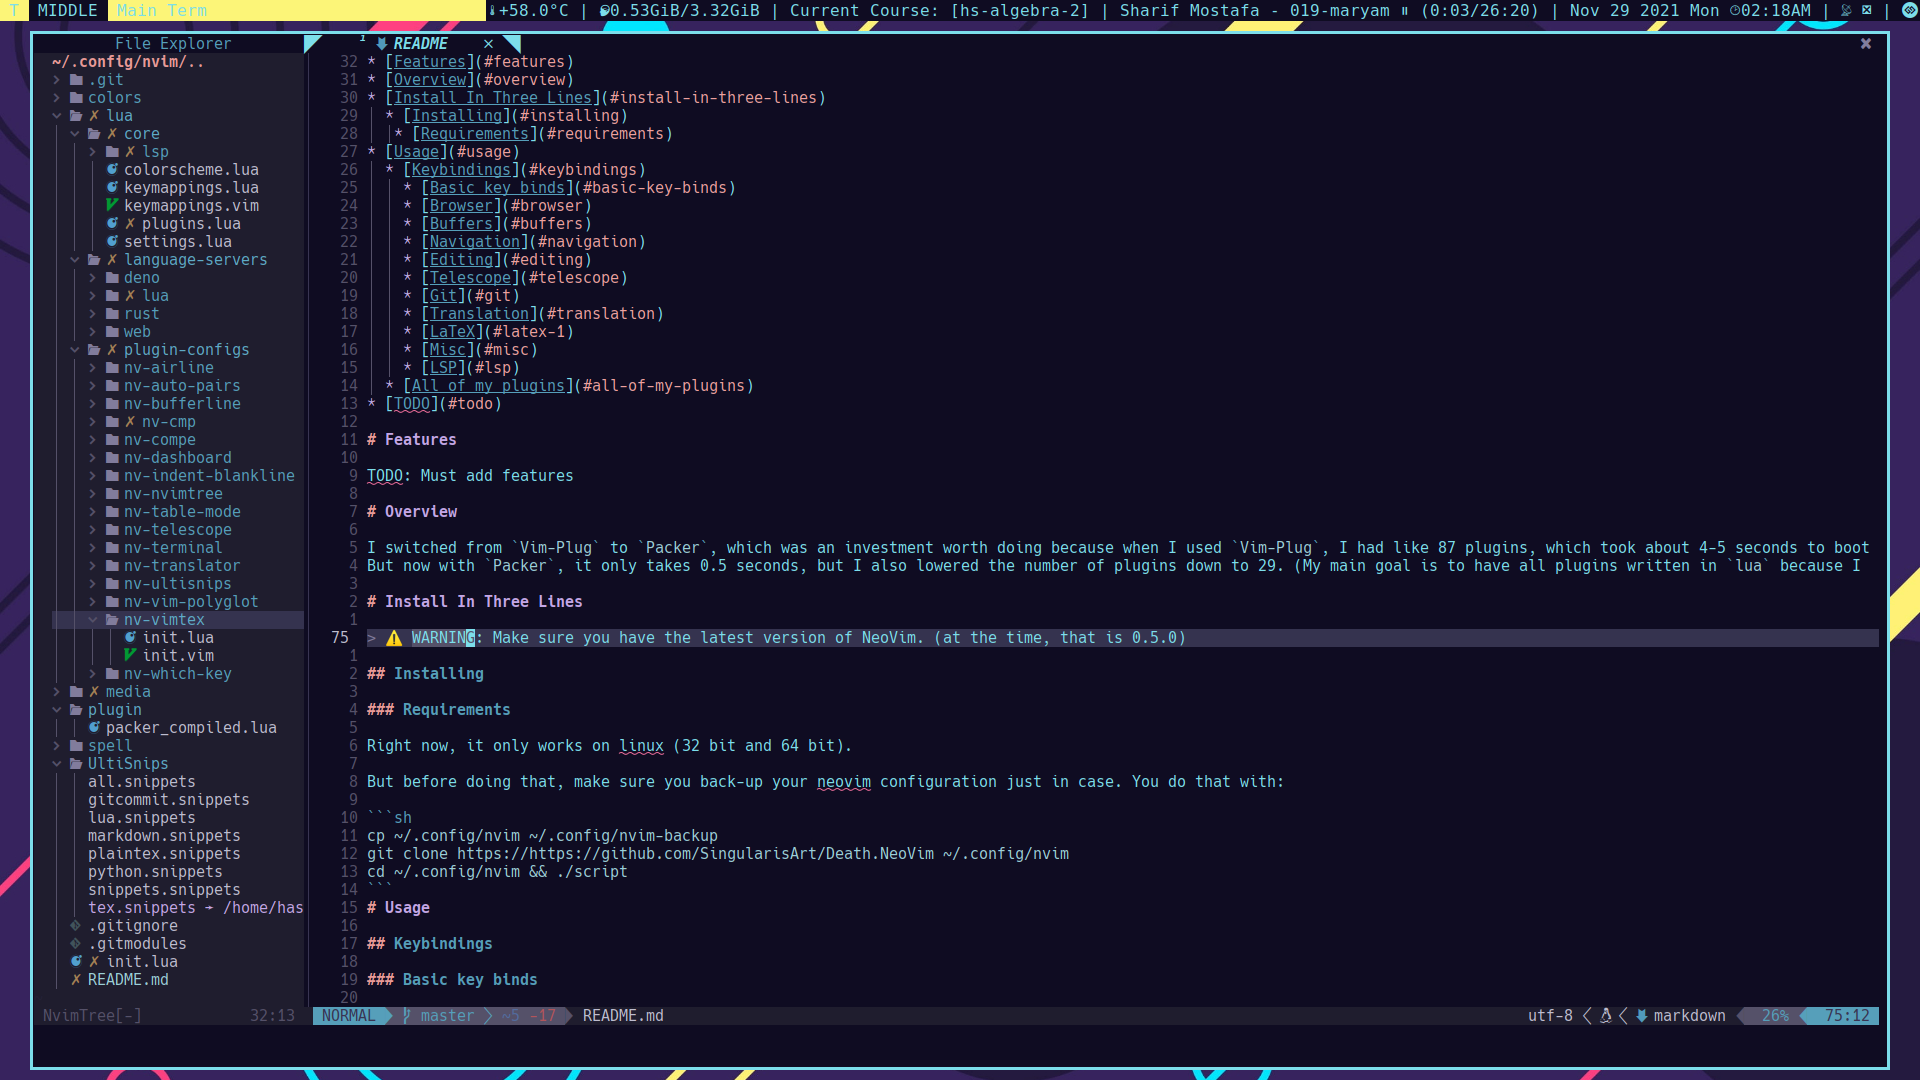 T MIDDLE Main Term +58.0°C | 0.53GiB/3.32GiB | Current Course: [hs-algebra-2] | Sharif Mostafa - 019-maryam ⏸ (0:03/26:20) | Nov 29 2021 Mon 02:18AM | |
File Explorer
~/.config/nvim/..
.git
colors
✗ lua
✗ core
✗ lsp
colorscheme.lua
keymappings.lua
keymappings.vim
✗ plugins.lua
settings.lua
✗ language-servers
deno
✗ lua
rust
web
✗ plugin-configs
nv-airline
nv-auto-pairs
nv-bufferline
✗ nv-cmp
nv-compe
nv-dashboard
nv-indent-blankline
nv-nvimtree
nv-table-mode
nv-telescope
nv-terminal
nv-translator
nv-ultisnips
nv-vim-polyglot
nv-vimtex
init.lua
init.vim
nv-which-key
✗ media
plugin
packer_compiled.lua
spell
UltiSnips
all.snippets
gitcommit.snippets
lua.snippets
markdown.snippets
plaintex.snippets
python.snippets
snippets.snippets
tex.snippets → /home/has
.gitignore
.gitmodules
✗ init.lua
✗ README.md
NvimTree[-] 32:13
1 README ×
32 * [Features](#features)
31 * [Overview](#overview)
30 * [Install In Three Lines](#install-in-three-lines)
29 * [Installing](#installing)
28 * [Requirements](#requirements)
27 * [Usage](#usage)
26 * [Keybindings](#keybindings)
25 * [Basic key binds](#basic-key-binds)
24 * [Browser](#browser)
23 * [Buffers](#buffers)
22 * [Navigation](#navigation)
21 * [Editing](#editing)
20 * [Telescope](#telescope)
19 * [Git](#git)
18 * [Translation](#translation)
17 * [LaTeX](#latex-1)
16 * [Misc](#misc)
15 * [LSP](#lsp)
14 * [All of my plugins](#all-of-my-plugins)
13 * [TODO](#todo)
12
11 # Features
10
9 TODO: Must add features
8
7 # Overview
6
5 I switched from `Vim-Plug` to `Packer`, which was an investment worth doing because when I used `Vim-Plug`, I had like 87 plugins, which took about 4-5 seconds to boot
4 But now with `Packer`, it only takes 0.5 seconds, but I also lowered the number of plugins down to 29. (My main goal is to have all plugins written in `lua` because I
3
2 # Install In Three Lines
1
75 > ⚠️ WARNING: Make sure you have the latest version of NeoVim. (at the time, that is 0.5.0)
1
2 ## Installing
3
4 ### Requirements
5
6 Right now, it only works on linux (32 bit and 64 bit).
7
8 But before doing that, make sure you back-up your neovim configuration just in case. You do that with:
9
10 ```sh
11 cp ~/.config/nvim ~/.config/nvim-backup
12 git clone https://https://github.com/SingularisArt/Death.NeoVim ~/.config/nvim
13 cd ~/.config/nvim && ./script
14 ```
15 # Usage
16
17 ## Keybindings
18
19 ### Basic key binds
20
NORMAL master ~5 -17 README.md utf-8 markdown 26% 75:12